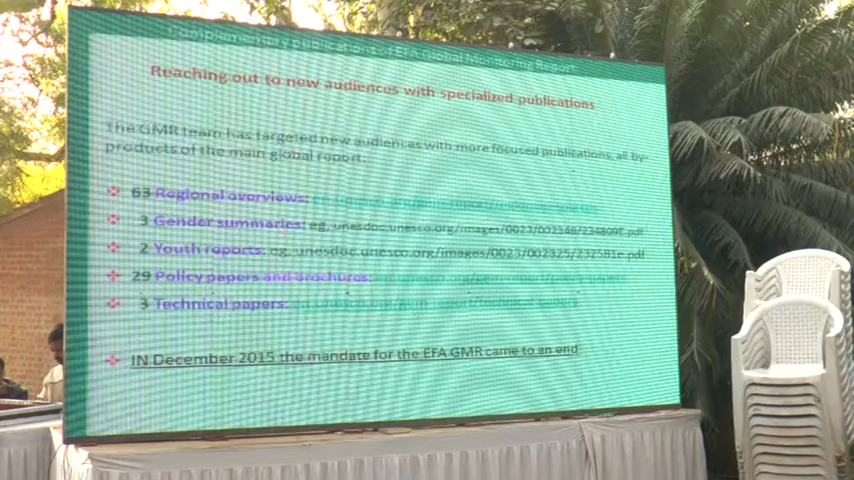 Complementary publications of EFA Global Monitoring Report
Reaching out to new audiences with specialized publications
The GMR team has targeted new audiences with more focused publications, all by-
products of the main global report:
63 Regional overviews:
3 Gender summaries: eg. unesdoc.unesco.org/images/0023/002348/234809E.pdf
2 Youth reports: eg. unesdoc.unesco.org/images/0023/002325/232581e.pdf
29 Policy papers and brochures:
3 Technical papers:
IN December 2015 the mandate for the EFA GMR came to an end